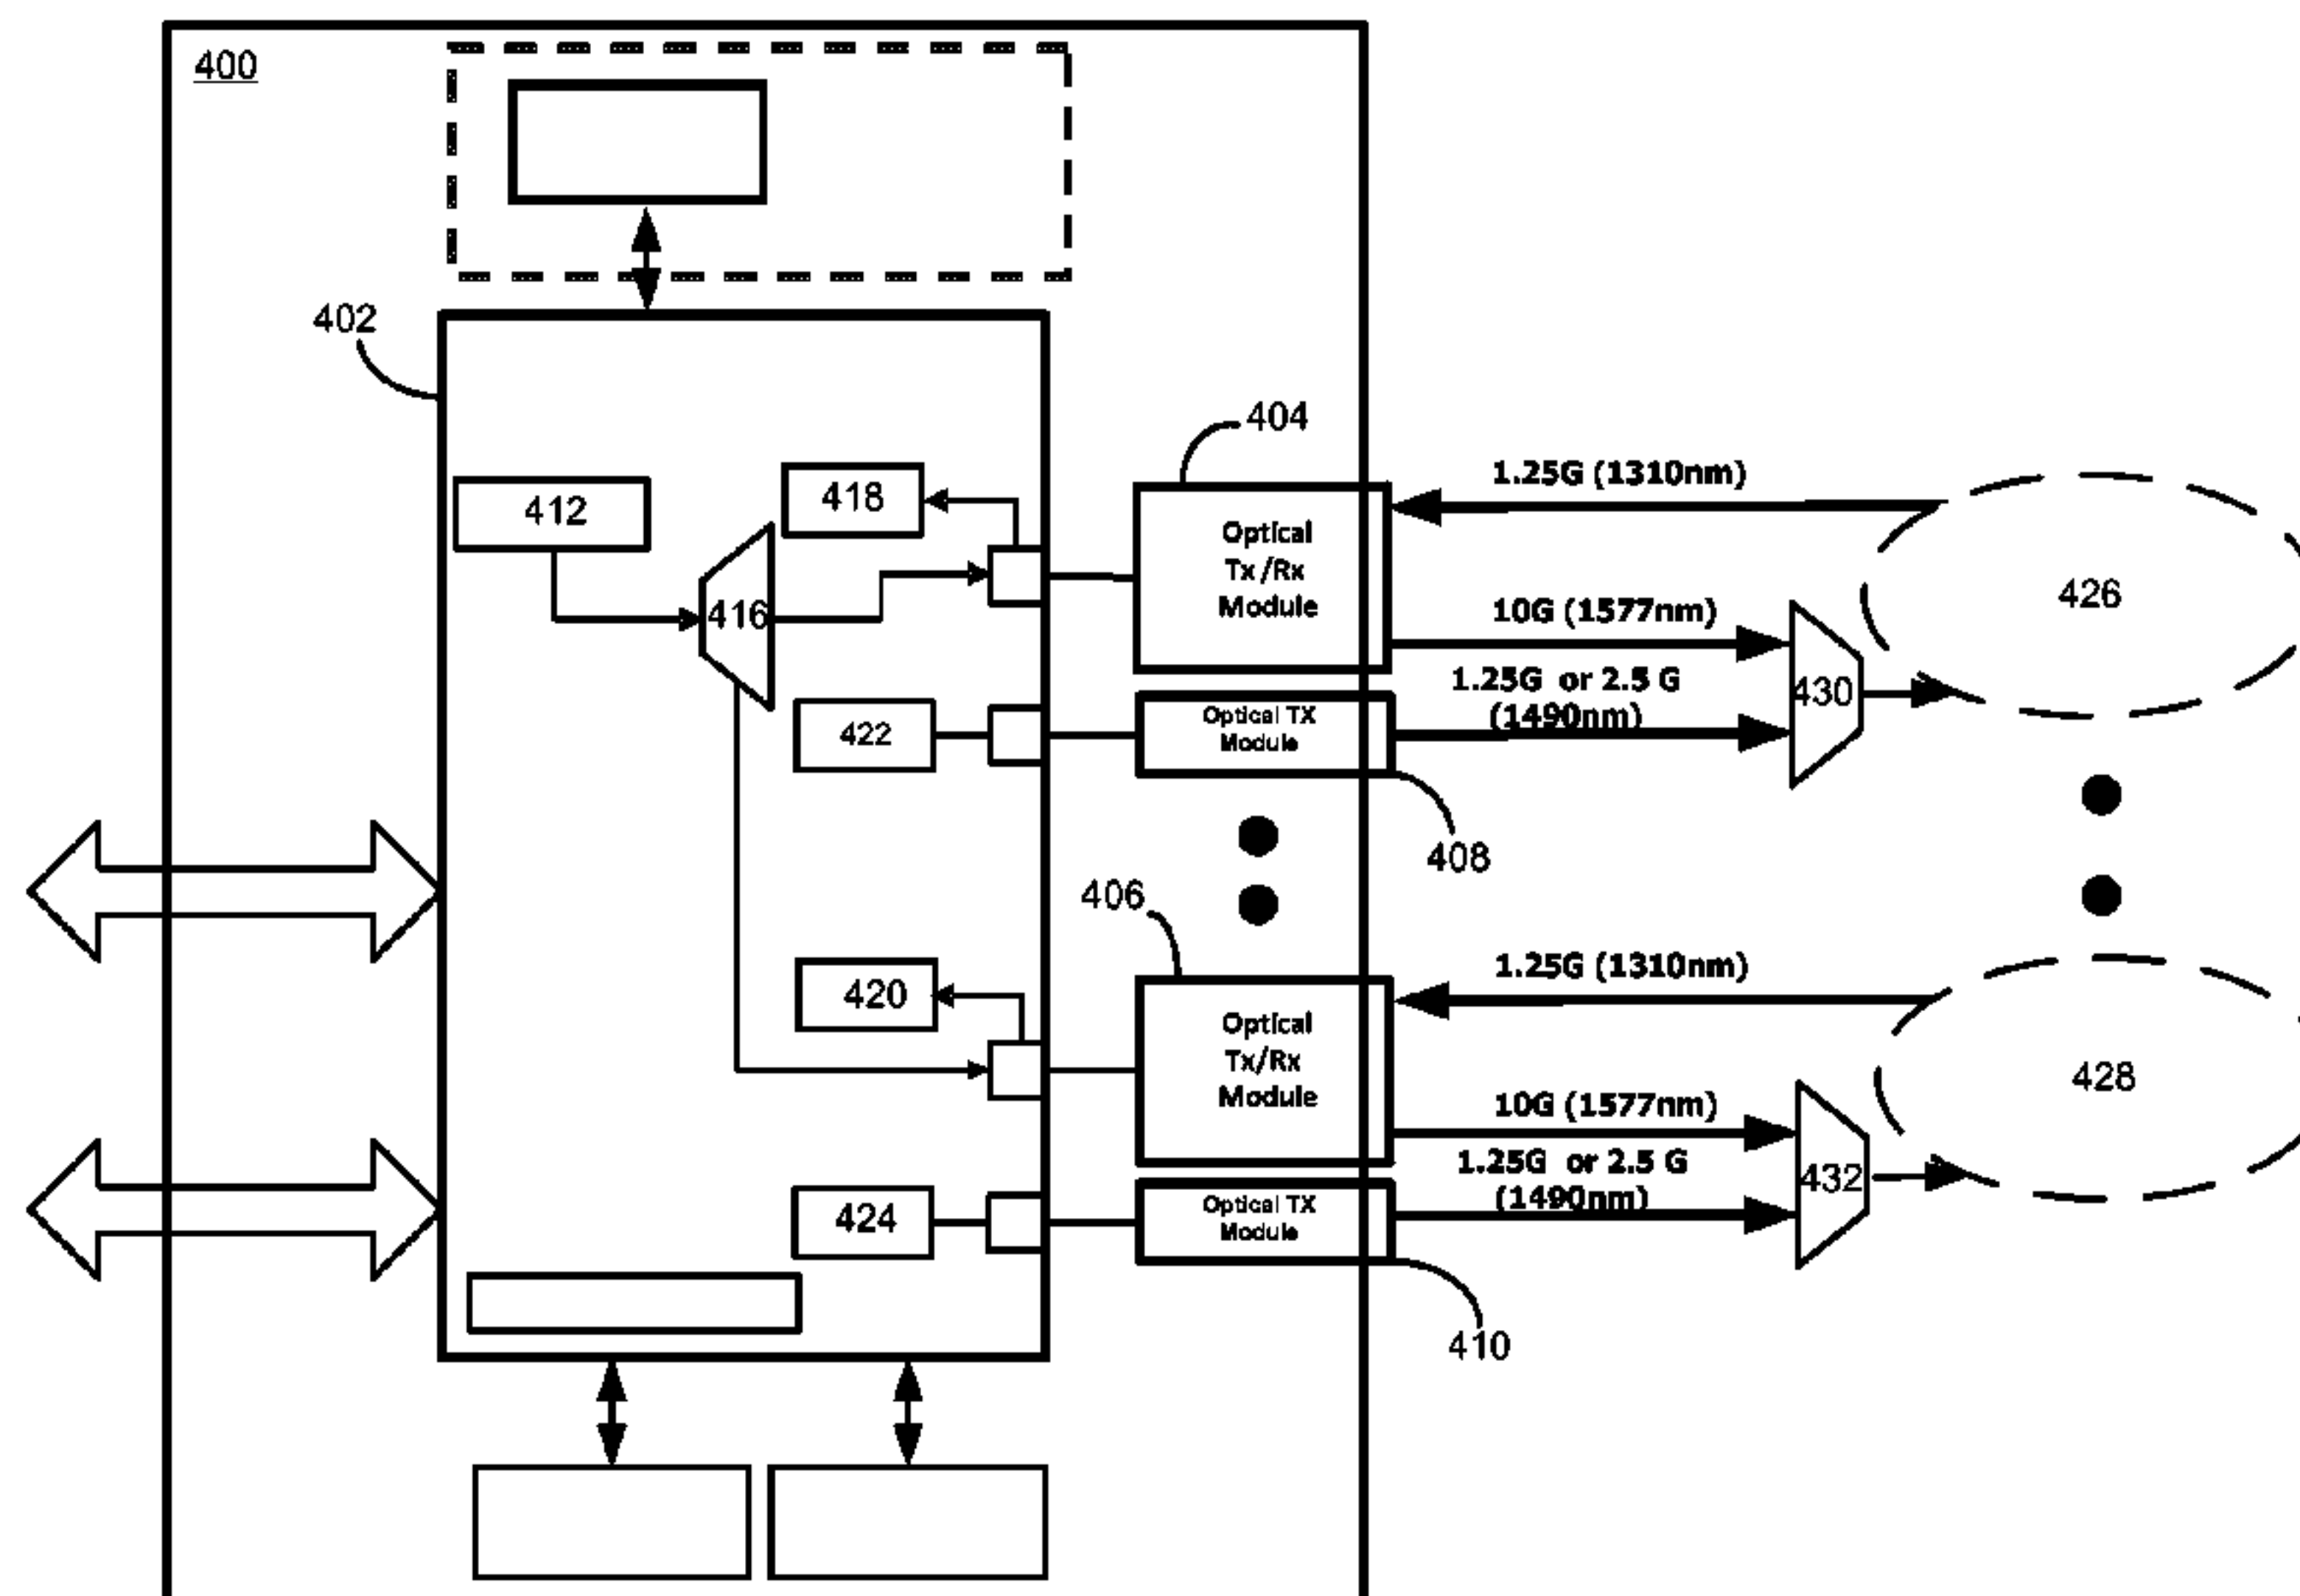 400
402
404
1.25G (1310nm)
412
418
Optical
Tx /Rx
Module
416
426
10G (1577nm)
1.25G or 2.5 G
(1490nm)
430
422
Optical TX
Module
408
406
1.25G (1310nm)
420
Optical
Tx/Rx
Module
428
10G (1577nm)
1.25G or 2.5 G
(1490nm)
432
424
Optical TX
Module
410